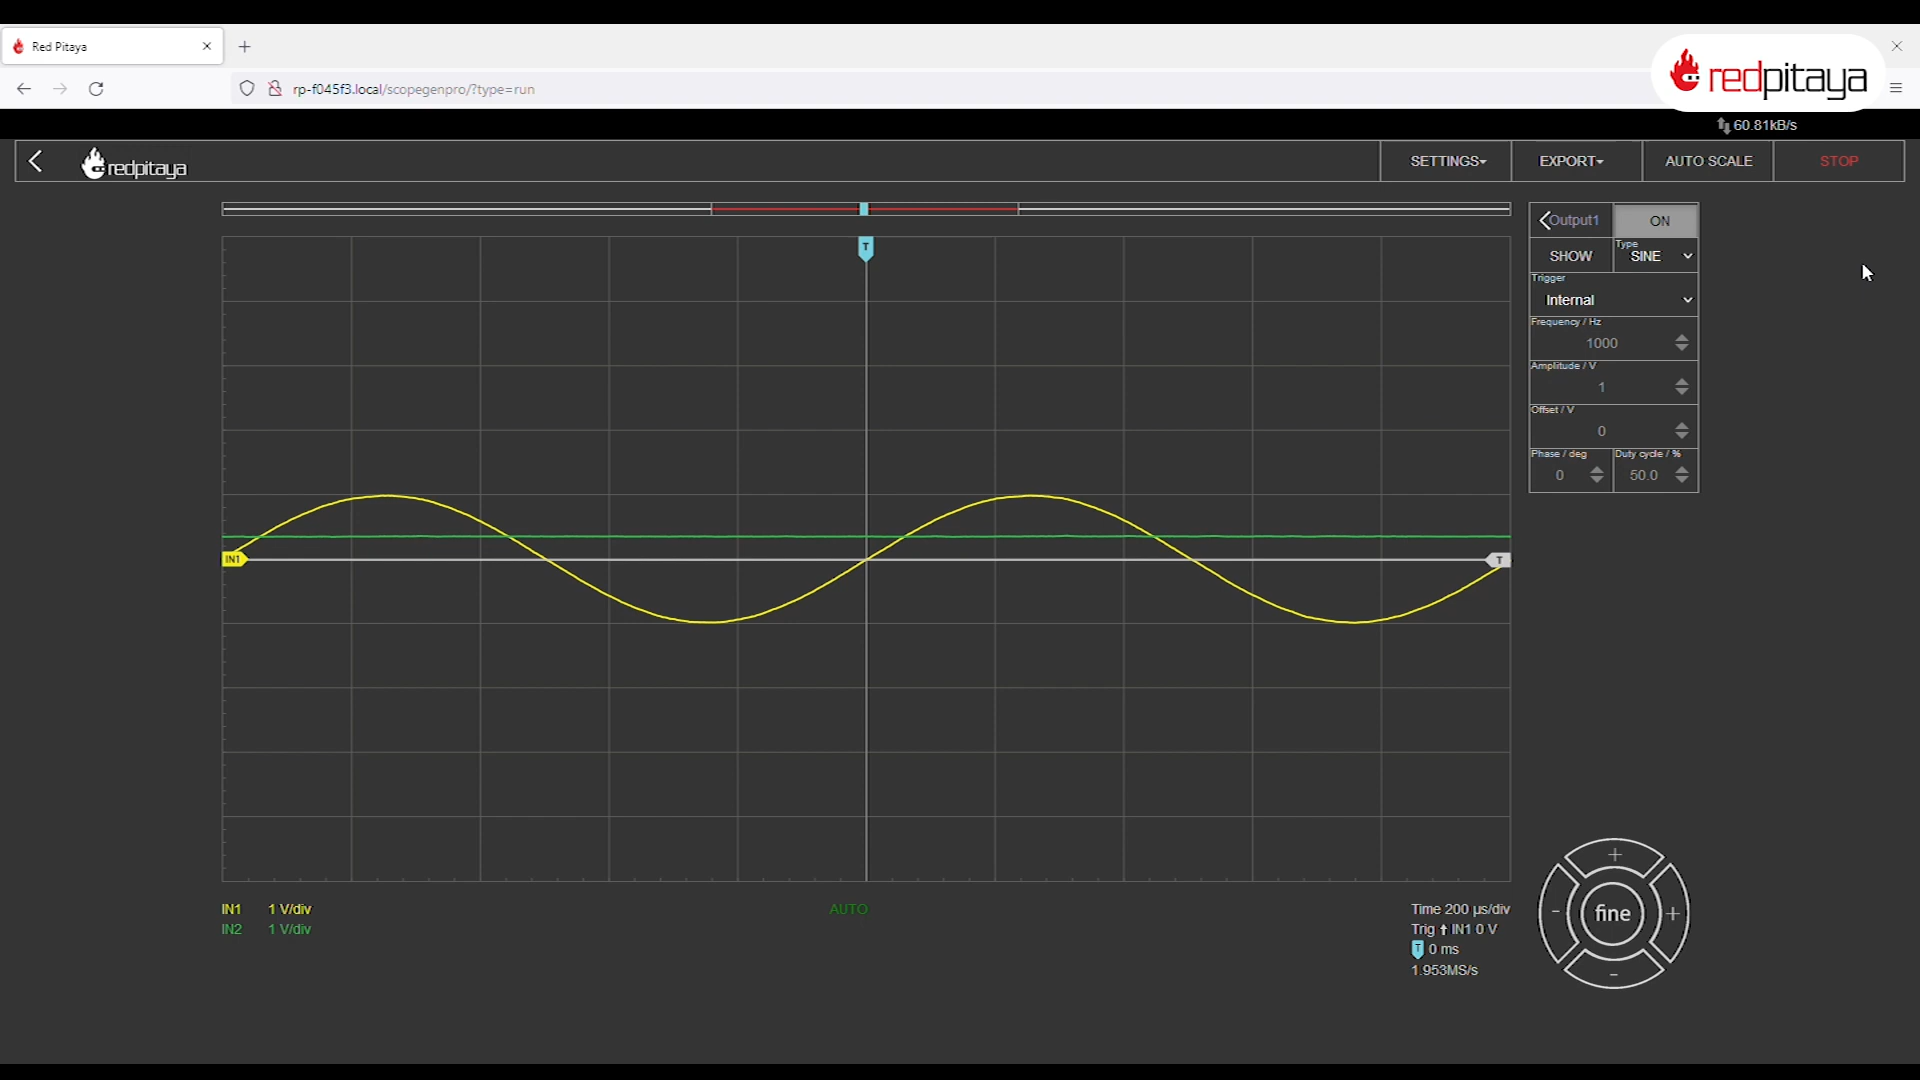 Red Pitaya
rp-f045f3.local/scopegenpro/?type=run
redpitaya
60.81kB/s
redpitaya
SETTINGS
EXPORT
AUTO SCALE
STOP
Output1
ON
SHOW
Type
SINE
Trigger
Internal
Frequency / Hz
1000
Amplitude / V
1
Offset / V
0
Phase / deg
0
Duty cycle / %
50.0
T
IN1
T
IN1 1 V/div
IN2 1 V/div
AUTO
Time 200 µs/div
Trig IN1 0 V
T 0 ms
1.953MS/s
+
- fine +
-